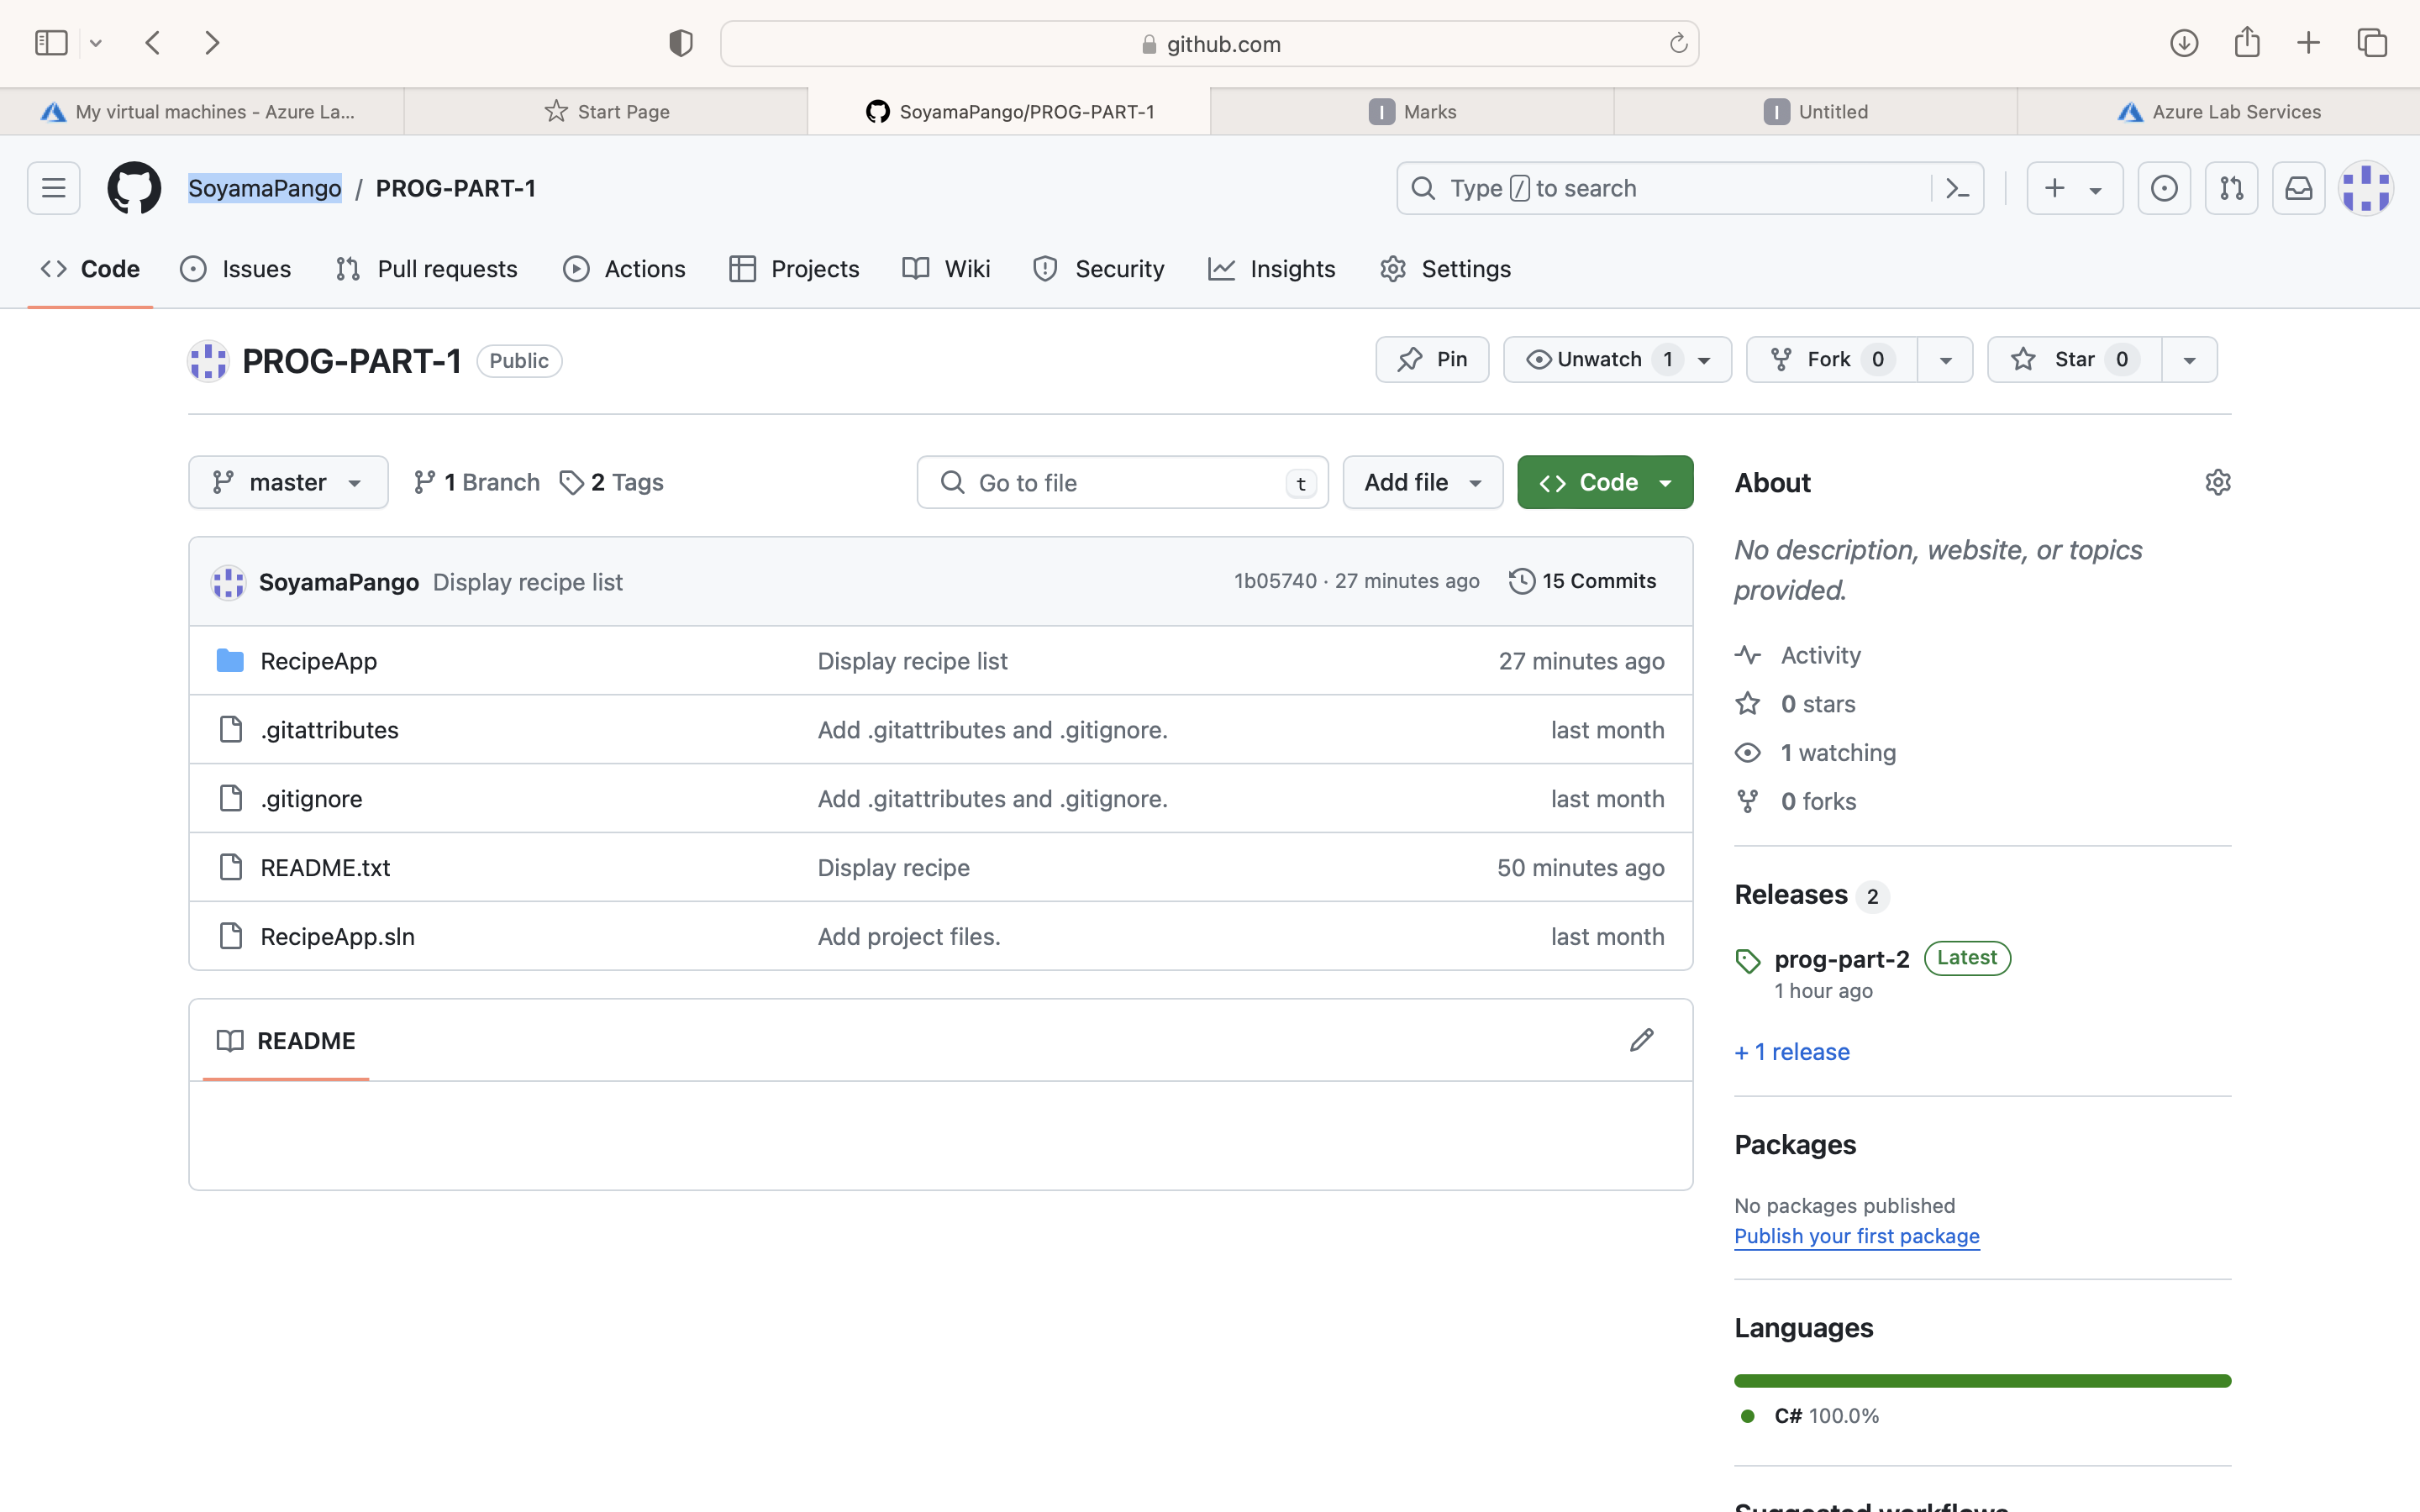 github.com
My virtual machines - Azure La...
Start Page
SoyamaPango/PROG-PART-1
I Marks
I Untitled
Azure Lab Services
SoyamaPango / PROG-PART-1
Type / to search
Code
Issues
Pull requests
Actions
Projects
Wiki
Security
Insights
Settings
PROG-PART-1 Public
Pin
Unwatch 1
Fork 0
Star 0
master
1 Branch
2 Tags
Go to file t
Add file
Code
SoyamaPango Display recipe list 1b05740 · 27 minutes ago 15 Commits
RecipeApp Display recipe list 27 minutes ago
.gitattributes Add .gitattributes and .gitignore. last month
.gitignore Add .gitattributes and .gitignore. last month
README.txt Display recipe 50 minutes ago
RecipeApp.sln Add project files. last month
README
About
No description, website, or topics
provided.
Activity
0 stars
1 watching
0 forks
Releases 2
prog-part-2 Latest
1 hour ago
+ 1 release
Packages
No packages published
Publish your first package
Languages
C# 100.0%
Suggested workflows